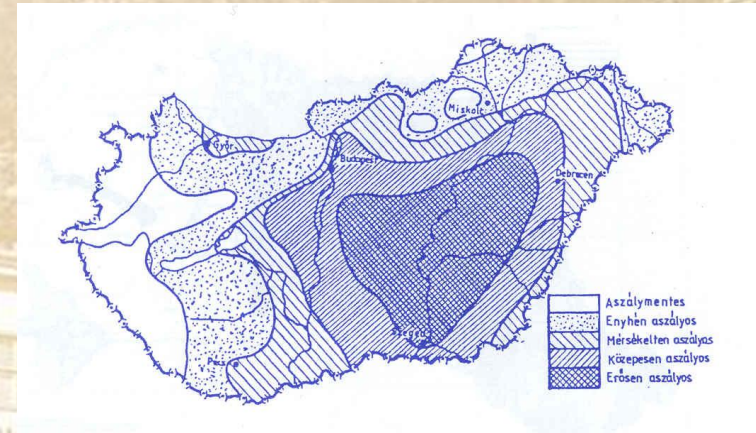 Miskolc
Győr
Budapest
Debrecen
Szeged
Pécs
Aszálymentes
Enyhén aszályos
Mérsékelten aszályos
Közepesen aszályos
Erősen aszályos